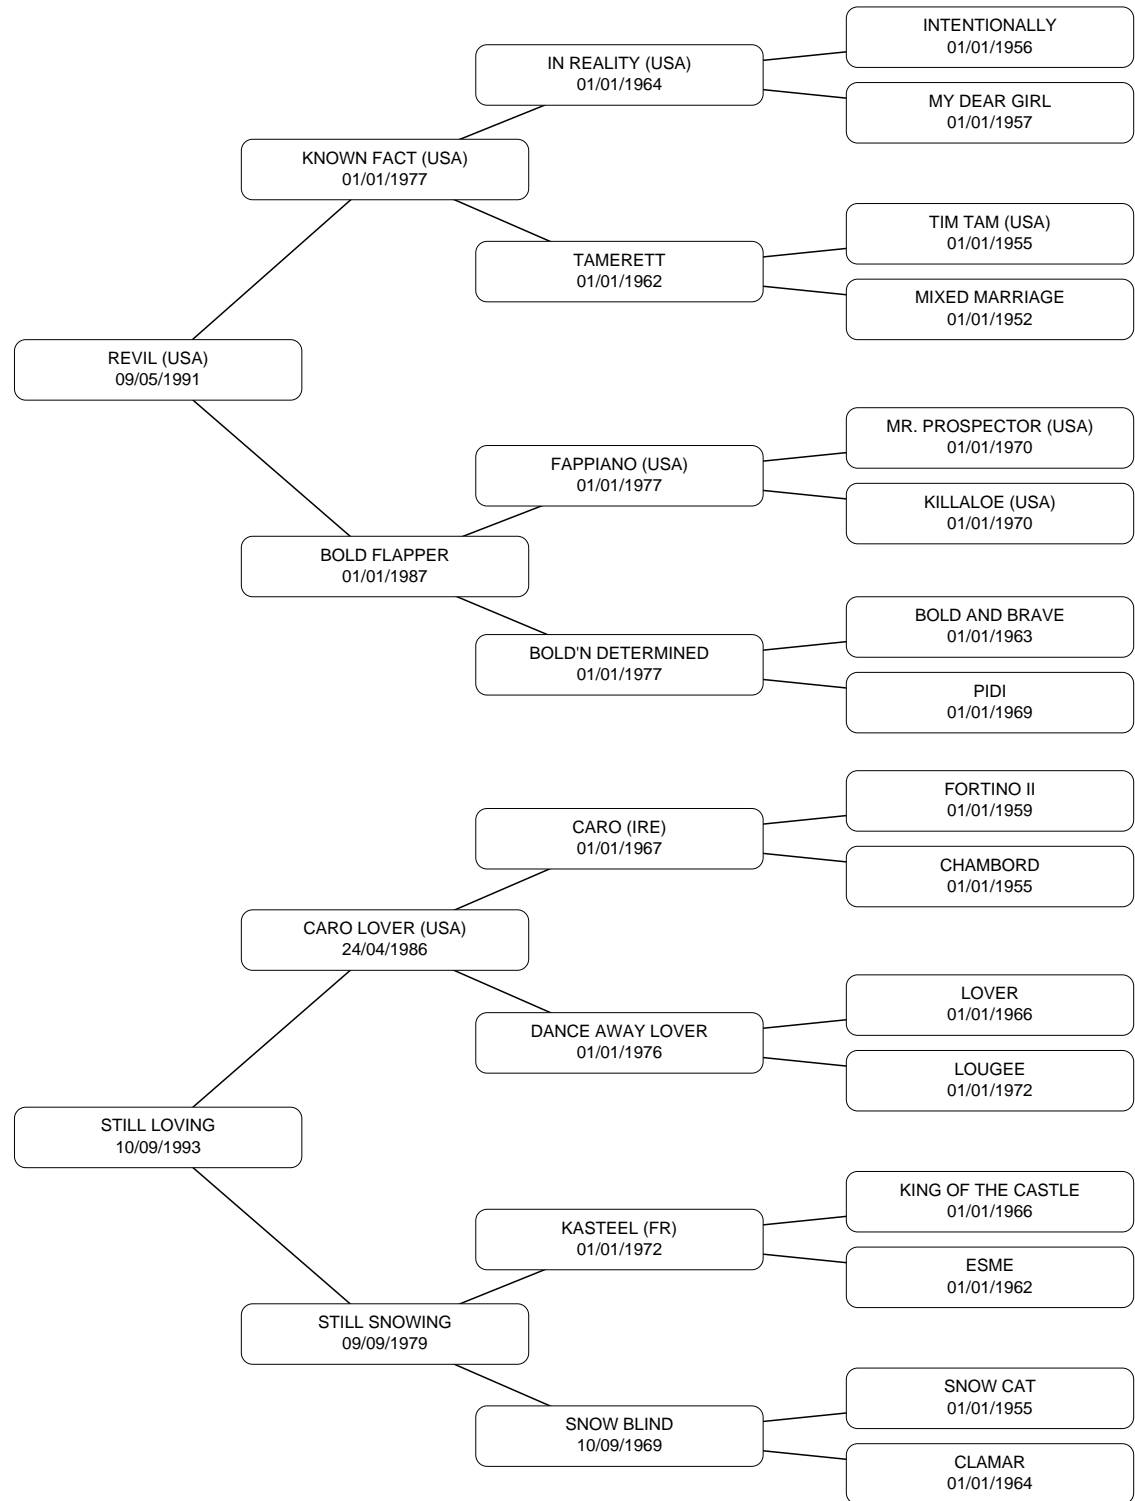 INTENTIONALLY
01/01/1956
IN REALITY (USA)
01/01/1964
MY DEAR GIRL
01/01/1957
KNOWN FACT (USA)
01/01/1977
TIM TAM (USA)
01/01/1955
TAMERETT
01/01/1962
MIXED MARRIAGE
01/01/1952
REVIL (USA)
09/05/1991
MR. PROSPECTOR (USA)
01/01/1970
FAPPIANO (USA)
01/01/1977
KILLALOE (USA)
01/01/1970
BOLD FLAPPER
01/01/1987
BOLD AND BRAVE
01/01/1963
BOLD'N DETERMINED
01/01/1977
PIDI
01/01/1969
FORTINO II
01/01/1959
CARO (IRE)
01/01/1967
CHAMBORD
01/01/1955
CARO LOVER (USA)
24/04/1986
LOVER
01/01/1966
DANCE AWAY LOVER
01/01/1976
LOUGEE
01/01/1972
STILL LOVING
10/09/1993
KING OF THE CASTLE
01/01/1966
KASTEEL (FR)
01/01/1972
ESME
01/01/1962
STILL SNOWING
09/09/1979
SNOW CAT
01/01/1955
SNOW BLIND
10/09/1969
CLAMAR
01/01/1964